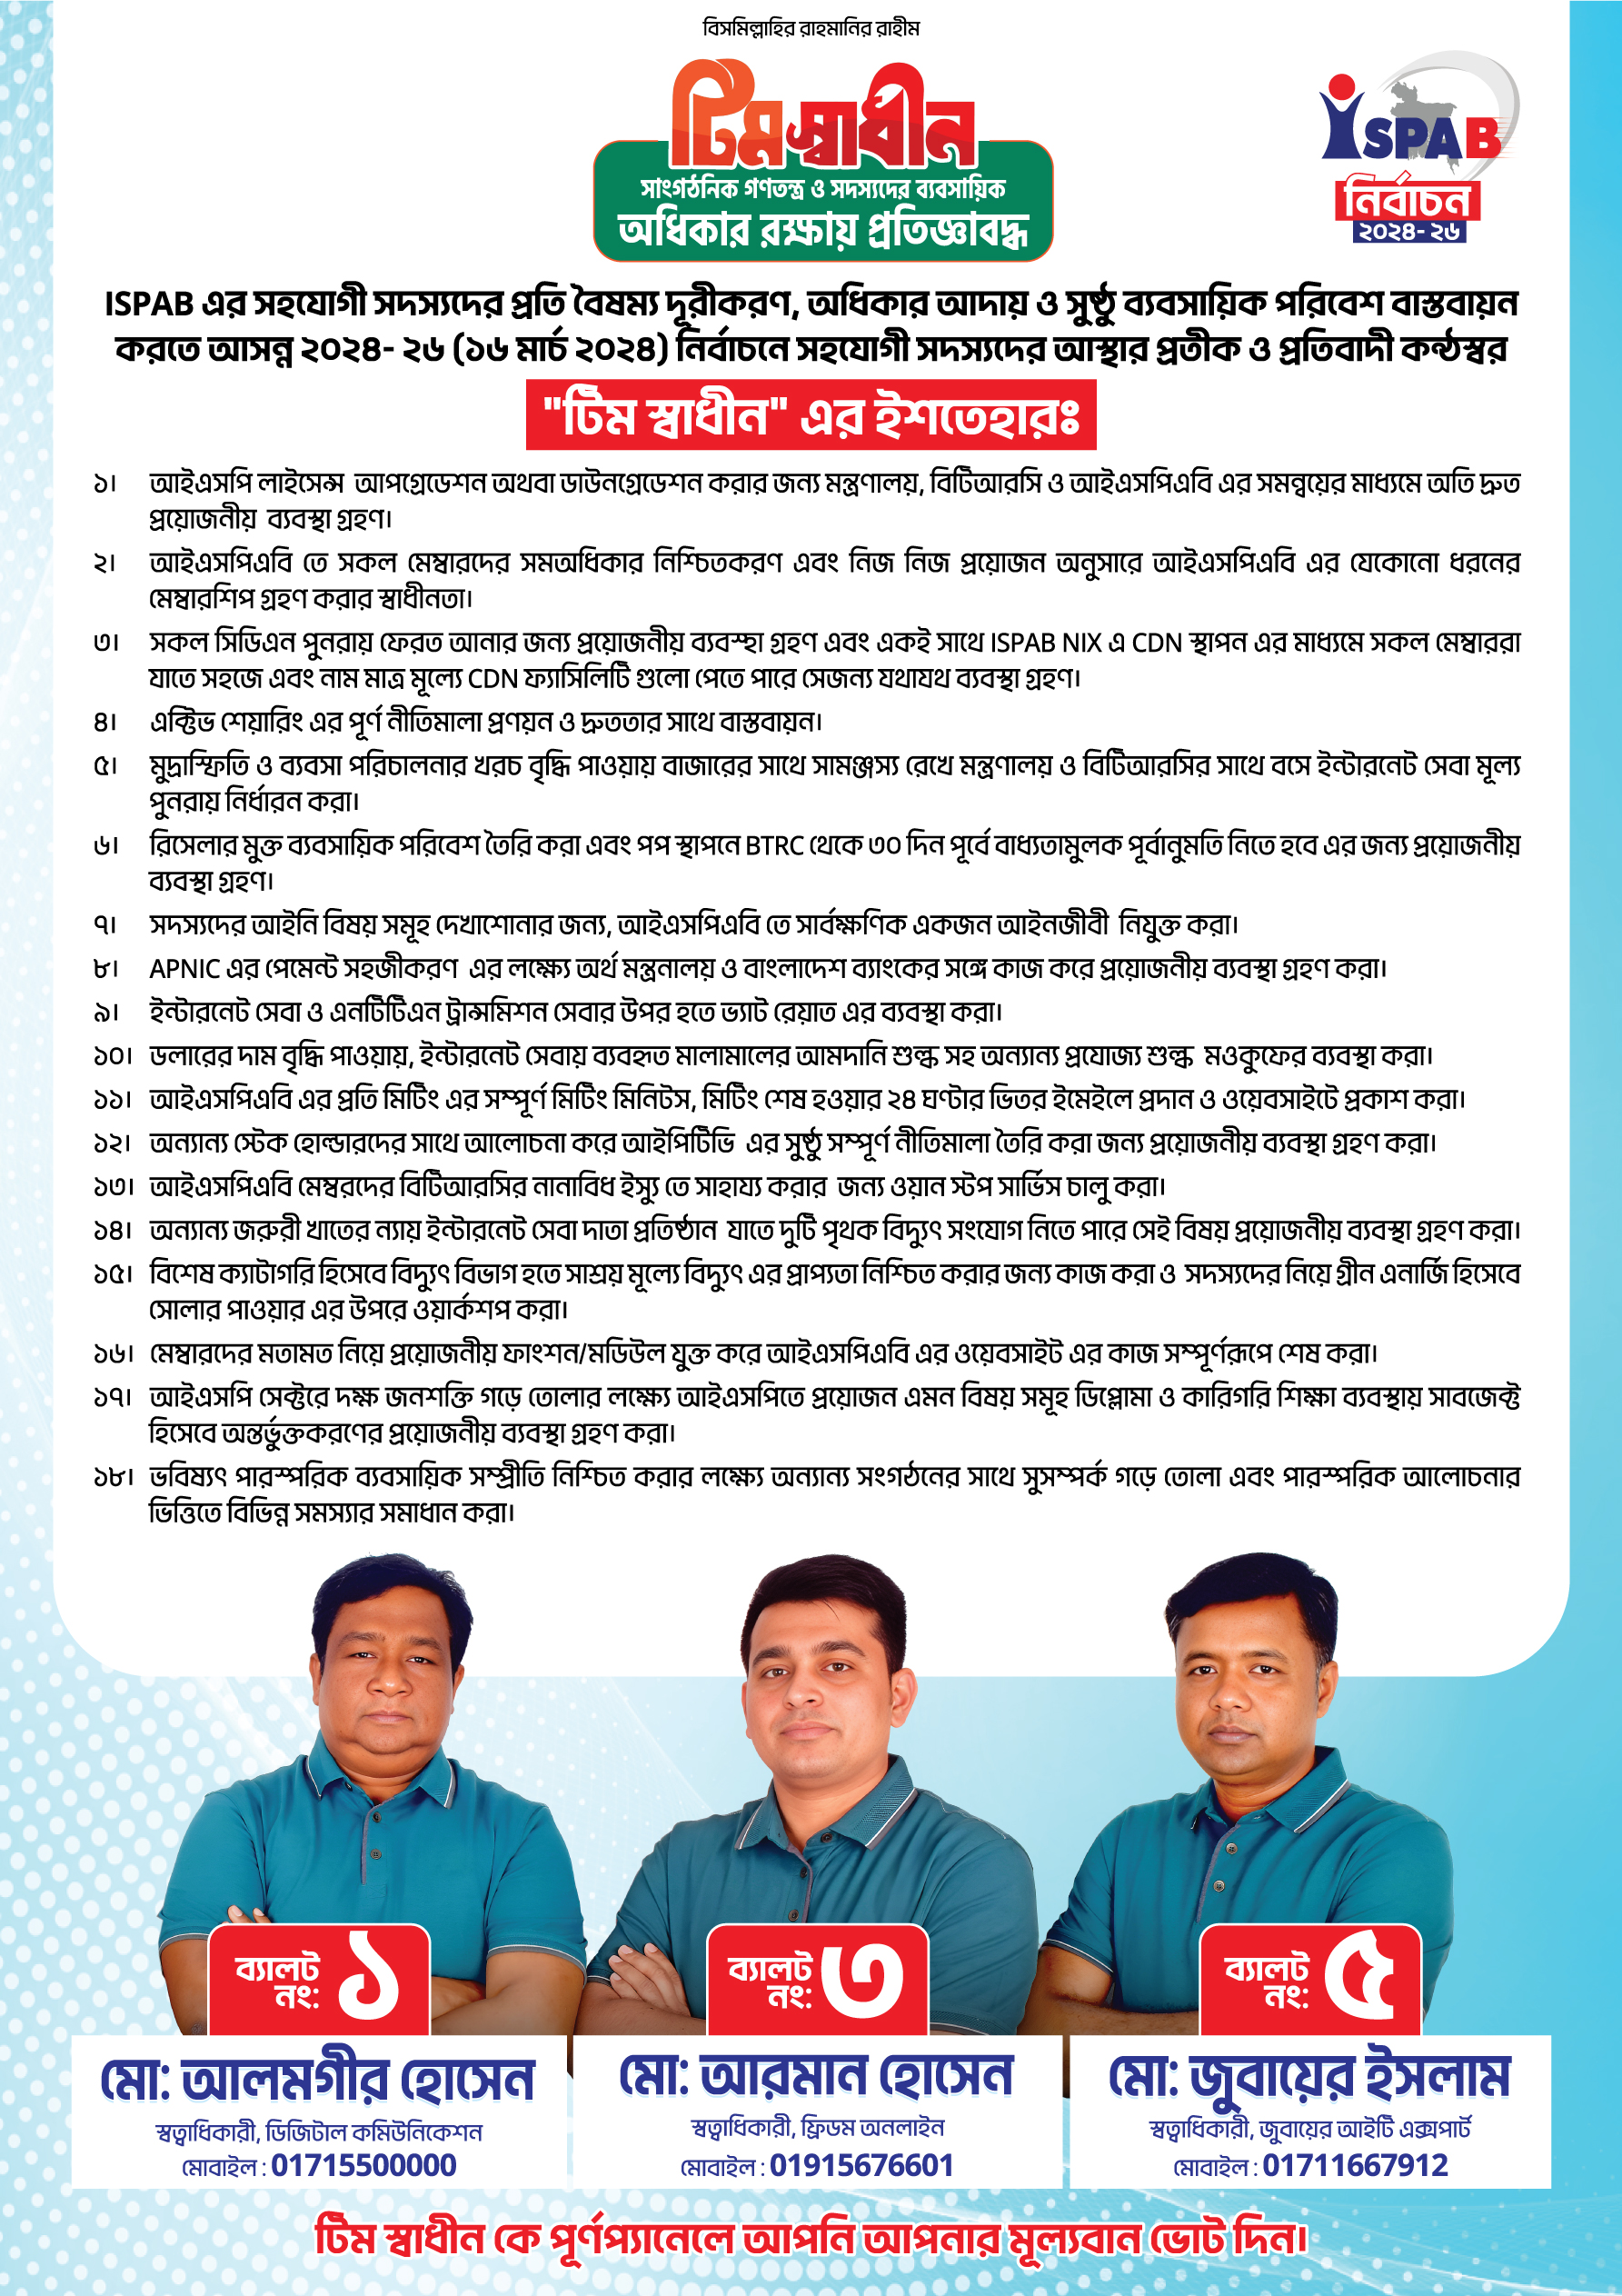 বিসমিল্লাহির রাহমানির রাহীম
টিম স্বাধীন
সাংগঠনিক গণতন্ত্র ও সদস্যদের ব্যবসায়িক
অধিকার রক্ষায় প্রতিজ্ঞাবদ্ধ
ISPAB
নির্বাচন
২০২৪- ২৬
ISPAB এর সহযোগী সদস্যদের প্রতি বৈষম্য দূরীকরণ, অধিকার আদায় ও সুষ্ঠু ব্যবসায়িক পরিবেশ বাস্তবায়ন
করতে আসন্ন ২০২৪- ২৬ (১৬ মার্চ ২০২৪) নির্বাচনে সহযোগী সদস্যদের আস্থার প্রতীক ও প্রতিবাদী কন্ঠস্বর
"টিম স্বাধীন" এর ইশতেহারঃ
১। আইএসপি লাইসেন্স আপগ্রেডেশন অথবা ডাউনগ্রেডেশন করার জন্য মন্ত্রণালয়, বিটিআরসি ও আইএসপিএবি এর সমন্বয়ের মাধ্যমে অতি দ্রুত
প্রয়োজনীয় ব্যবস্থা গ্রহণ।
২। আইএসপিএবি তে সকল মেম্বারদের সমঅধিকার নিশ্চিতকরণ এবং নিজ নিজ প্রয়োজন অনুসারে আইএসপিএবি এর যেকোনো ধরনের
মেম্বারশিপ গ্রহণ করার স্বাধীনতা।
৩। সকল সিডিএন পুনরায় ফেরত আনার জন্য প্রয়োজনীয় ব্যবস্হা গ্রহণ এবং একই সাথে ISPAB NIX এ CDN স্থাপন এর মাধ্যমে সকল মেম্বাররা
যাতে সহজে এবং নাম মাত্র মূল্যে CDN ফ্যাসিলিটি গুলো পেতে পারে সেজন্য যথাযথ ব্যবস্থা গ্রহণ।
৪। এক্টিভ শেয়ারিং এর পূর্ণ নীতিমালা প্রণয়ন ও দ্রুততার সাথে বাস্তবায়ন।
৫। মুদ্রাস্ফিতি ও ব্যবসা পরিচালনার খরচ বৃদ্ধি পাওয়ায় বাজারের সাথে সামঞ্জস্য রেখে মন্ত্রণালয় ও বিটিআরসির সাথে বসে ইন্টারনেট সেবা মূল্য
পুনরায় নির্ধারন করা।
৬। রিসেলার মুক্ত ব্যবসায়িক পরিবেশ তৈরি করা এবং পপ স্থাপনে BTRC থেকে ৩০ দিন পূর্বে বাধ্যতামুলক পূর্বানুমতি নিতে হবে এর জন্য প্রয়োজনীয়
ব্যবস্থা গ্রহণ।
৭। সদস্যদের আইনি বিষয় সমূহ দেখাশোনার জন্য, আইএসপিএবি তে সার্বক্ষণিক একজন আইনজীবী নিযুক্ত করা।
৮। APNIC এর পেমেন্ট সহজীকরণ এর লক্ষ্যে অর্থ মন্ত্রনালয় ও বাংলাদেশ ব্যাংকের সঙ্গে কাজ করে প্রয়োজনীয় ব্যবস্থা গ্রহণ করা।
৯। ইন্টারনেট সেবা ও এনটিটিএন ট্রান্সমিশন সেবার উপর হতে ভ্যাট রেয়াত এর ব্যবস্থা করা।
১০। ডলারের দাম বৃদ্ধি পাওয়ায়, ইন্টারনেট সেবায় ব্যবহৃত মালামালের আমদানি শুল্ক সহ অন্যান্য প্রযোজ্য শুল্ক মওকুফের ব্যবস্থা করা।
১১। আইএসপিএবি এর প্রতি মিটিং এর সম্পূর্ণ মিটিং মিনিটস, মিটিং শেষ হওয়ার ২৪ ঘণ্টার ভিতর ইমেইলে প্রদান ও ওয়েবসাইটে প্রকাশ করা।
১২। অন্যান্য স্টেক হোল্ডারদের সাথে আলোচনা করে আইপিটিভি এর সুষ্ঠু সম্পূর্ণ নীতিমালা তৈরি করা জন্য প্রয়োজনীয় ব্যবস্থা গ্রহণ করা।
১৩। আইএসপিএবি মেম্বরদের বিটিআরসির নানাবিধ ইস্যু তে সাহায্য করার জন্য ওয়ান স্টপ সার্ভিস চালু করা।
১৪। অন্যান্য জরুরী খাতের ন্যায় ইন্টারনেট সেবা দাতা প্রতিষ্ঠান যাতে দুটি পৃথক বিদ্যুৎ সংযোগ নিতে পারে সেই বিষয় প্রয়োজনীয় ব্যবস্থা গ্রহণ করা।
১৫। বিশেষ ক্যাটাগরি হিসেবে বিদ্যুৎ বিভাগ হতে সাশ্রয় মূল্যে বিদ্যুৎ এর প্রাপ্যতা নিশ্চিত করার জন্য কাজ করা ও সদস্যদের নিয়ে গ্রীন এনার্জি হিসেবে
সোলার পাওয়ার এর উপরে ওয়ার্কশপ করা।
১৬। মেম্বারদের মতামত নিয়ে প্রয়োজনীয় ফাংশন/মডিউল যুক্ত করে আইএসপিএবি এর ওয়েবসাইট এর কাজ সম্পূর্ণরূপে শেষ করা।
১৭। আইএসপি সেক্টরে দক্ষ জনশক্তি গড়ে তোলার লক্ষ্যে আইএসপিতে প্রয়োজন এমন বিষয় সমূহ ডিপ্লোমা ও কারিগরি শিক্ষা ব্যবস্থায় সাবজেক্ট
হিসেবে অন্তর্ভুক্তকরণের প্রয়োজনীয় ব্যবস্থা গ্রহণ করা।
১৮। ভবিষ্যৎ পারস্পরিক ব্যবসায়িক সম্প্রীতি নিশ্চিত করার লক্ষ্যে অন্যান্য সংগঠনের সাথে সুসম্পর্ক গড়ে তোলা এবং পারস্পরিক আলোচনার
ভিত্তিতে বিভিন্ন সমস্যার সমাধান করা।
ব্যালট নং: ১
মো: আলমগীর হোসেন
স্বত্বাধিকারী, ডিজিটাল কমিউনিকেশন
মোবাইল : 01715500000
ব্যালট নং: ৩
মো: আরমান হোসেন
স্বত্বাধিকারী, ফ্রিডম অনলাইন
মোবাইল : 01915676601
ব্যালট নং: ৫
মো: জুবায়ের ইসলাম
স্বত্বাধিকারী, জুবায়ের আইটি এক্সপার্ট
মোবাইল : 01711667912
টিম স্বাধীন কে পূর্ণপ্যানেলে আপনি আপনার মূল্যবান ভোট দিন।